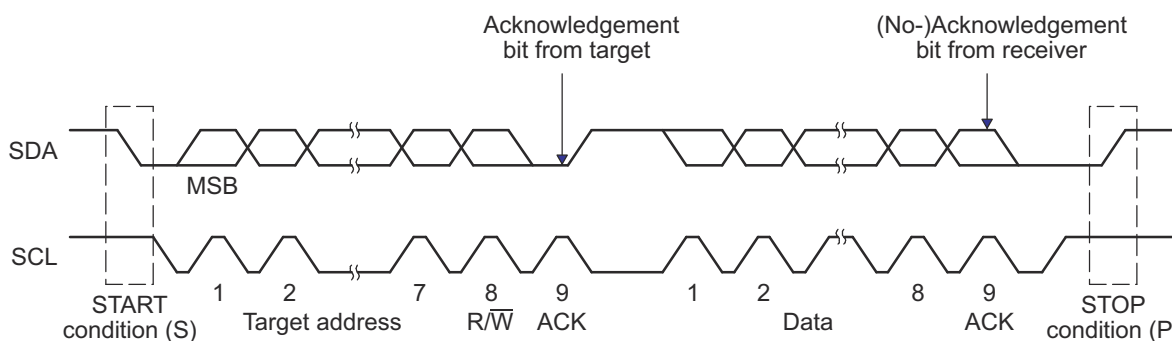 Acknowledgement
bit from target
(No-)Acknowledgement
bit from receiver
SDA
MSB
SCL
1 2 7 8 9 1 2 8 9
START
condition (S)
Target address
R/W̅
ACK
Data
ACK
STOP
condition (P